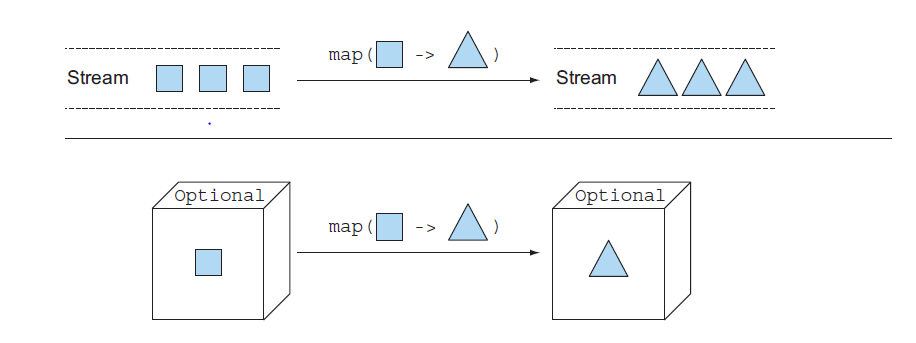 Stream map( -> ) Stream
Optional map( -> ) Optional